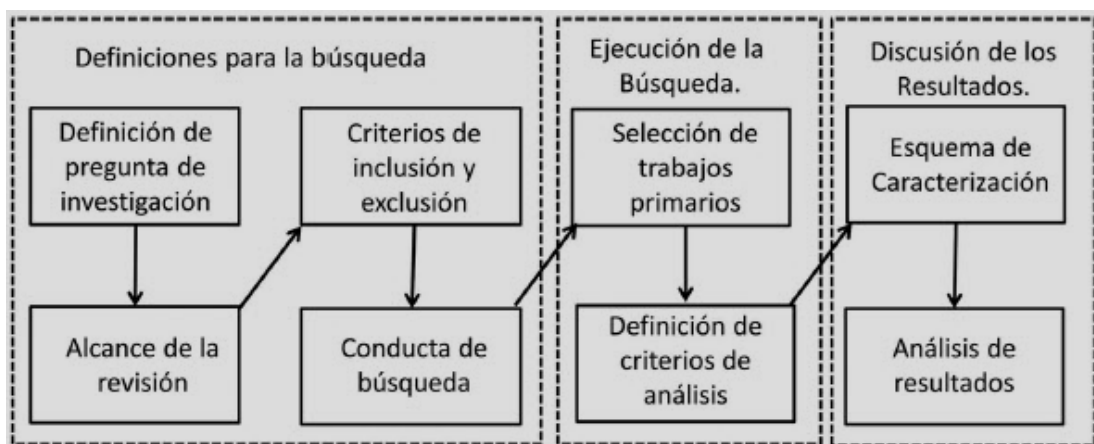 Definiciones para la búsqueda
Definición de
pregunta de
investigación
Alcance de la
revisión
Criterios de
inclusión y
exclusión
Conducta de
búsqueda
Ejecución de la
Búsqueda.
Selección de
trabajos
primarios
Definición de
criterios de
análisis
Discusión de los
Resultados.
Esquema de
Caracterización
Análisis de
resultados